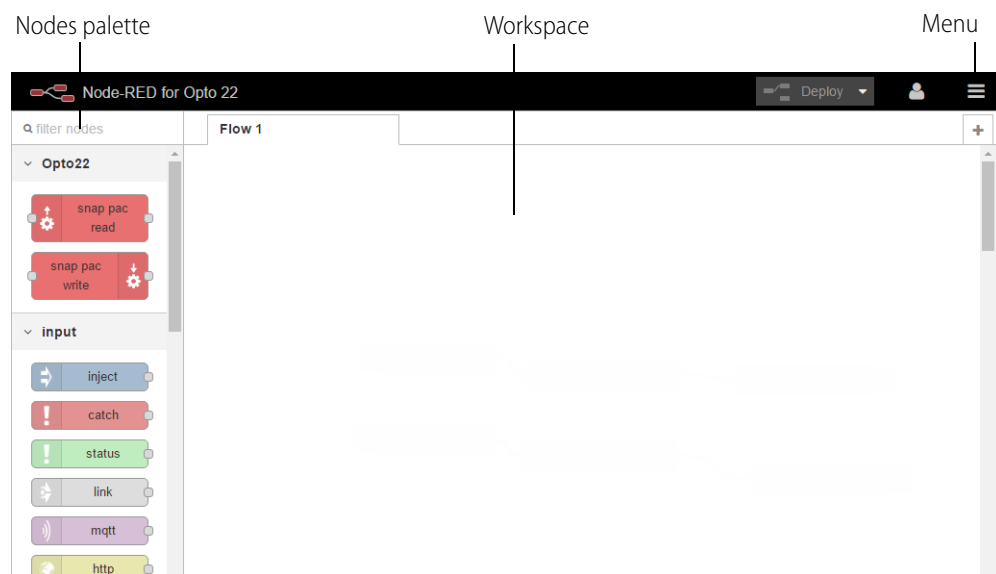 Nodes palette
Workspace
Menu
Node-RED for Opto 22
Deploy
filter nodes
Flow 1
+
Opto22
snap pac
read
snap pac
write
input
inject
catch
status
link
mqtt
http